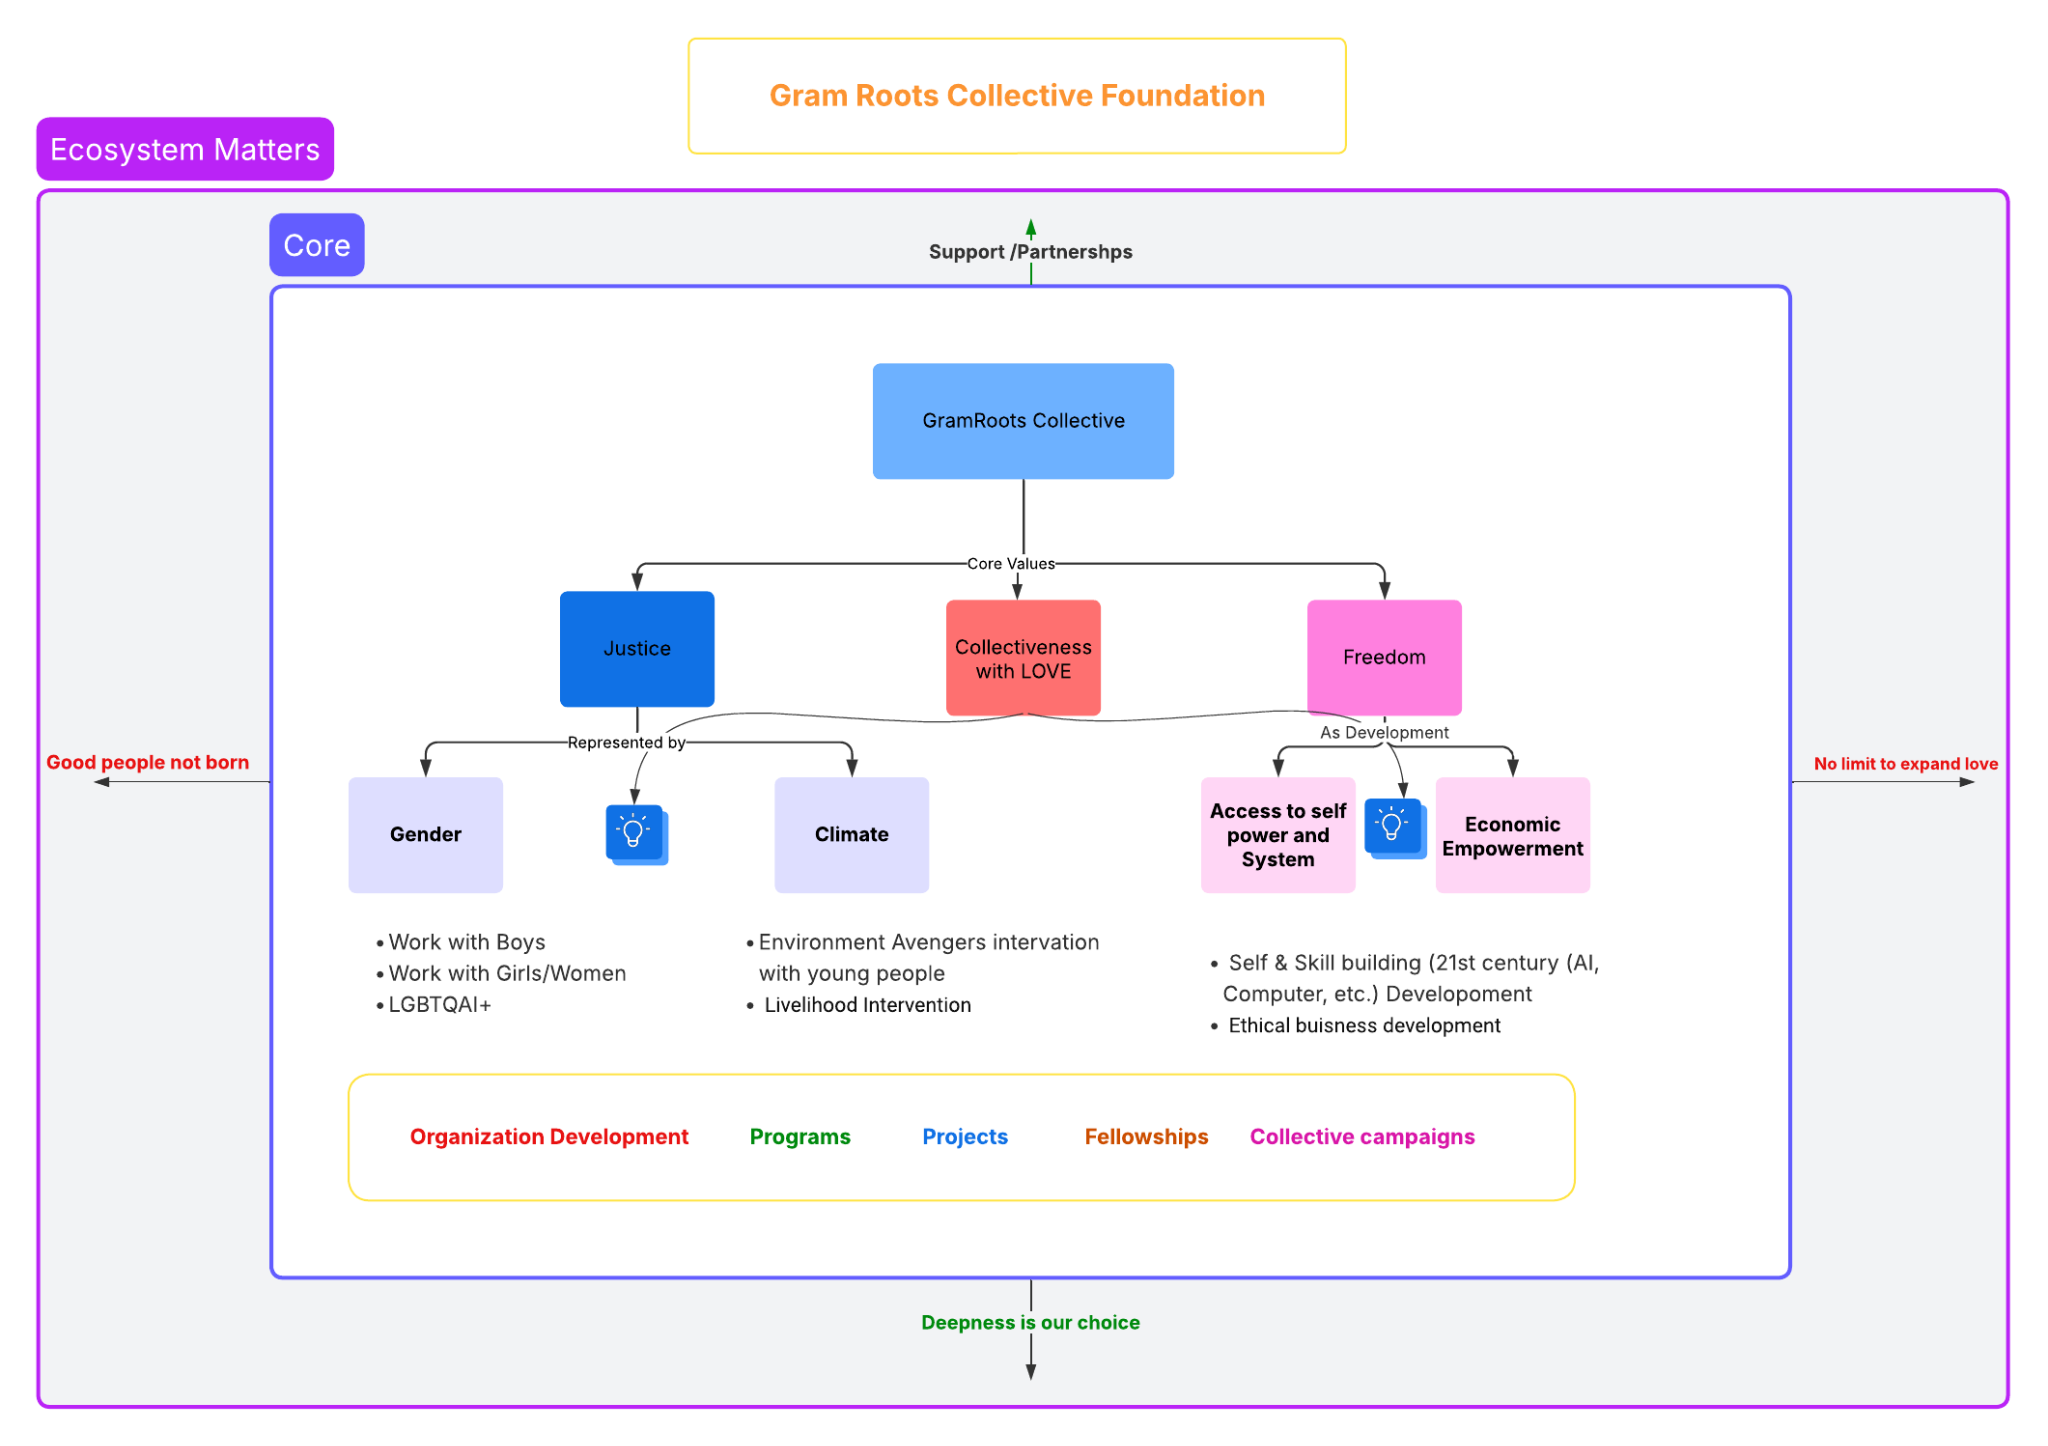 Gram Roots Collective Foundation
Ecosystem Matters
Core
Support /Partnershps
GramRoots Collective
Core Values
Justice
Collectiveness
with LOVE
Freedom
Represented by
As Development
Good people not born
No limit to expand love
Gender
Climate
Access to self
power and
System
Economic
Empowerment
• Work with Boys
• Work with Girls/Women
• LGBTQAI+
• Environment Avengers intervation
with young people
• Livelihood Intervention
• Self & Skill building (21st century (AI,
Computer, etc.) Developoment
• Ethical buisness development
Organization Development
Programs
Projects
Fellowships
Collective campaigns
Deepness is our choice